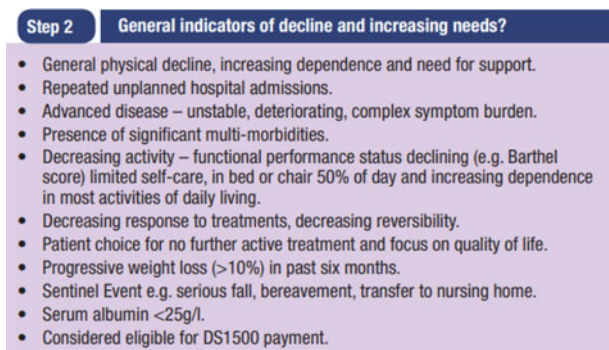 Step 2 General indicators of decline and increasing needs?
• General physical decline, increasing dependence and need for support.
• Repeated unplanned hospital admissions.
• Advanced disease – unstable, deteriorating, complex symptom burden.
• Presence of significant multi-morbidities.
• Decreasing activity – functional performance status declining (e.g. Barthel
score) limited self-care, in bed or chair 50% of day and increasing dependence
in most activities of daily living.
• Decreasing response to treatments, decreasing reversibility.
• Patient choice for no further active treatment and focus on quality of life.
• Progressive weight loss (>10%) in past six months.
• Sentinel Event e.g. serious fall, bereavement, transfer to nursing home.
• Serum albumin <25g/l.
• Considered eligible for DS1500 payment.